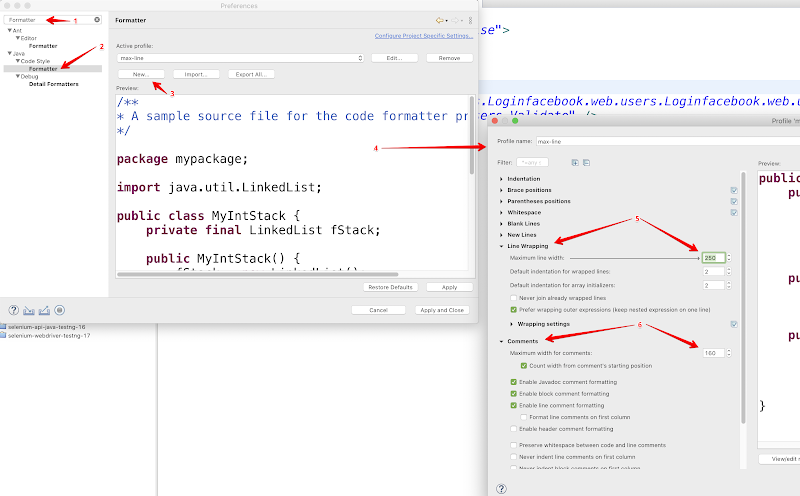 Preferences
Formatter
1
Ant
Editor
Formatter
2
Java
Code Style
Formatter
Debug
Detail Formatters
Formatter
Configure Project Specific Settings...
Active profile:
max-line
Edit...
Remove
New...
Import...
Export All...
3
Preview:
/**
* A sample source file for the code formatter pr
*/
package mypackage;
import java.util.LinkedList;
public class MyIntStack {
private final LinkedList fStack;
public MyIntStack() {
Restore Defaults
Apply
Cancel
Apply and Close
selenium-api-java-testng-16
selenium-webdriver-testng-17
se">
s.Loginfacebook.web.users.Loginfacebook.web.u
Profile 'm
4
Profile name:
max-line
Filter:
Preview:
Indentation
Brace positions
Parentheses positions
Whitespace
Blank Lines
New Lines
5
Line Wrapping
Maximum line width:
250
Default indentation for wrapped lines:
2
Default indentation for array initializers:
2
Never join already wrapped lines
Prefer wrapping outer expressions (keep nested expression on one line)
Wrapping settings
6
Comments
Maximum width for comments:
160
Count width from comment's starting position
Enable Javadoc comment formatting
Enable block comment formatting
Enable line comment formatting
Format line comments on first column
Enable header comment formatting
Preserve whitespace between code and line comments
Never indent line comments on first column
Never indent block comments on first column
public
pu
pu
pu
}
View/edit r